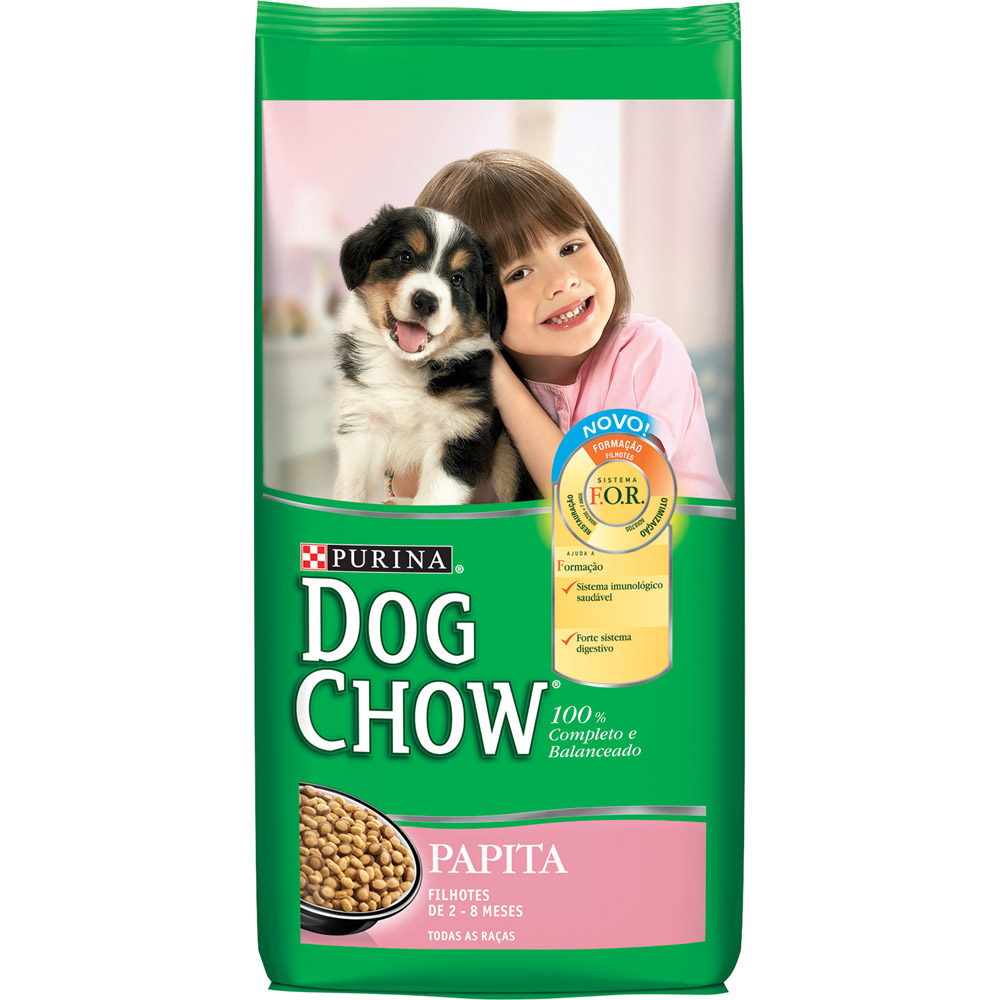 NOVO!
FORMAÇÃO
FILHOTES
SISTEMA
F.O.R.
RESTAURAÇÃO
OTIMIZAÇÃO
ADULTOS
AJUDA A
Formação
Sistema imunológico
saudável
Forte sistema
digestivo
PURINA®
DOG
CHOW®
100%
Completo e
Balanceado
PAPITA
FILHOTES
DE 2 - 8 MESES
TODAS AS RAÇAS